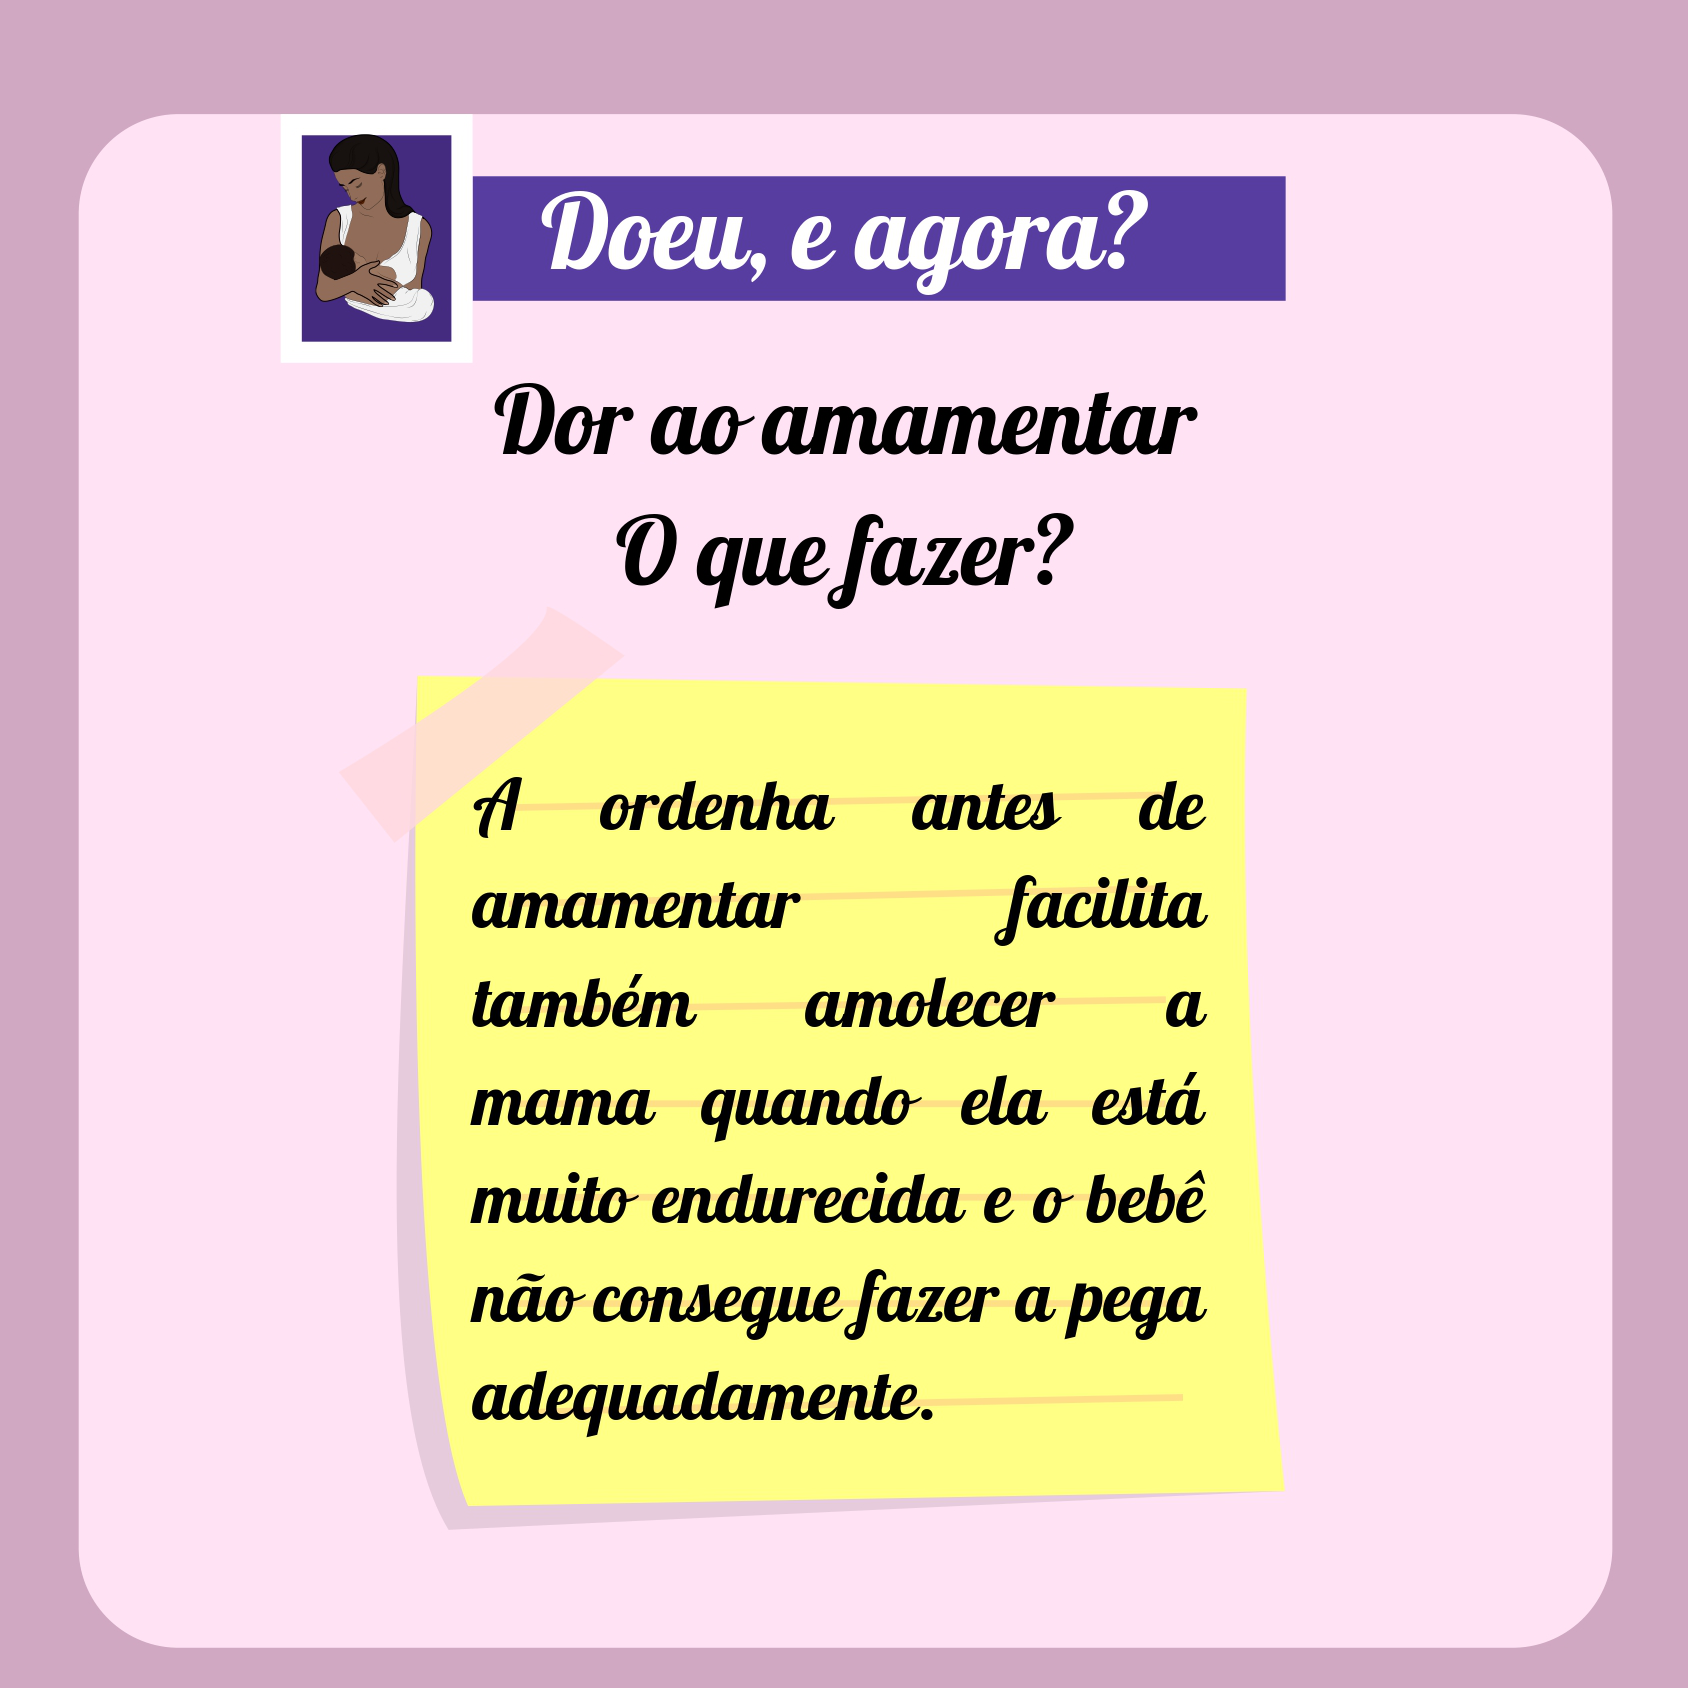 Doeu, e agora?
Dor ao amamentar
O que fazer?
A ordenha antes de
amamentar facilita
também amolecer a
mama quando ela está
muito endurecida e o bebê
não consegue fazer a pega
adequadamente.